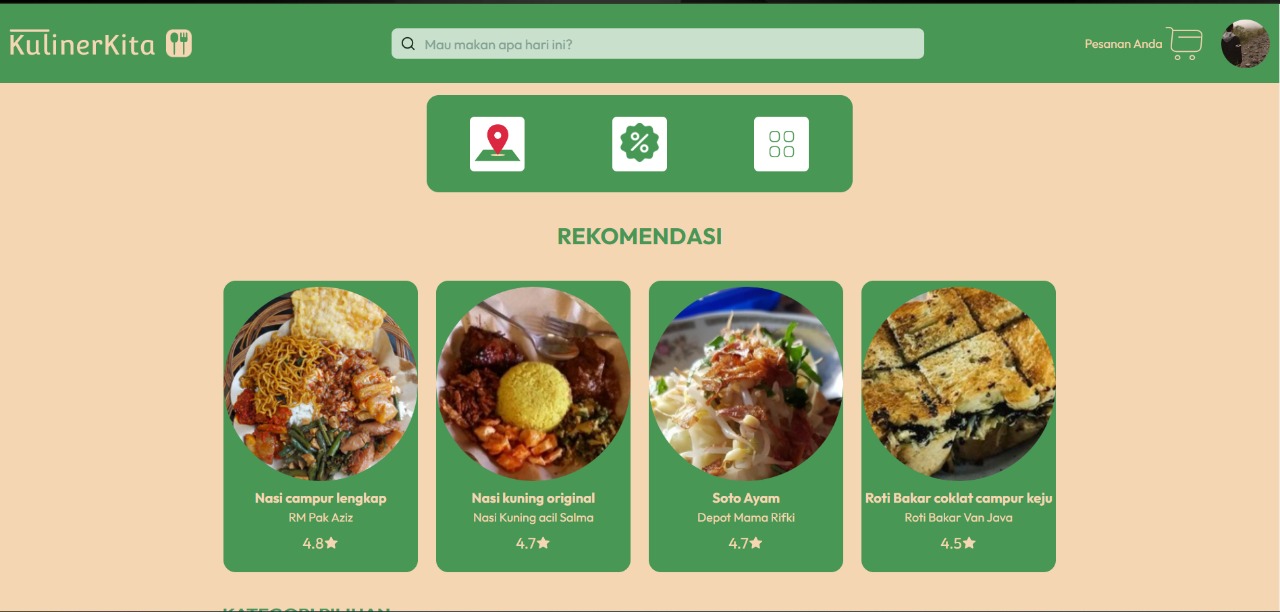 KulinerKita
Mau makan apa hari ini?
Pesanan Anda
REKOMENDASI
Nasi campur lengkap
RM Pak Aziz
4.8
Nasi kuning original
Nasi Kuning acil Salma
4.7
Soto Ayam
Depot Mama Rifki
4.7
Roti Bakar coklat campur keju
Roti Bakar Van Java
4.5
KATEGORI PILIHAN